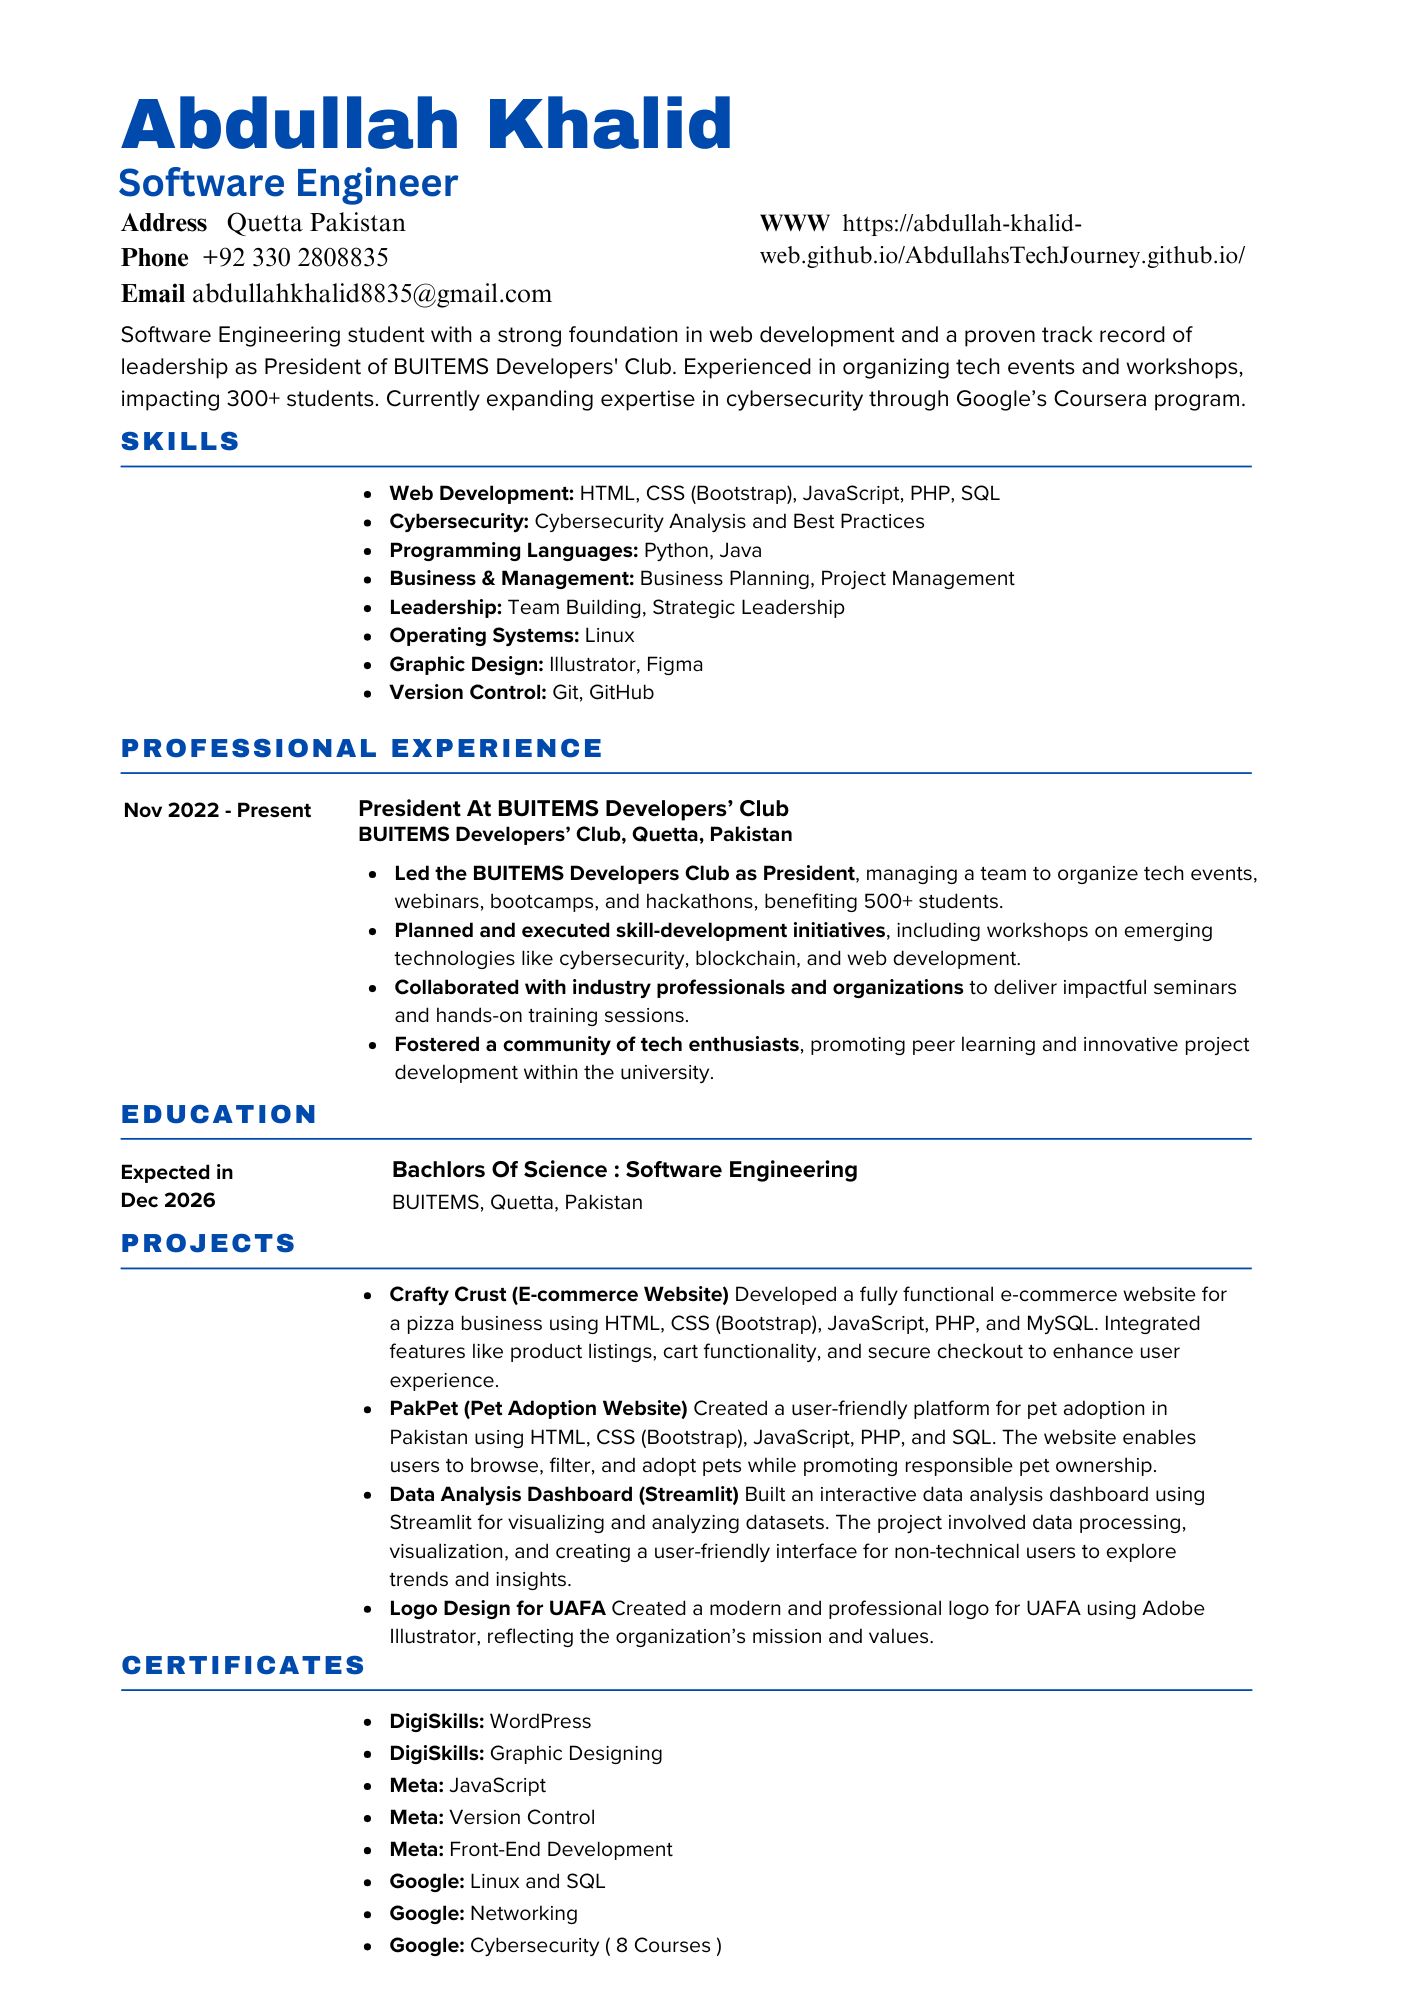 Abdullah Khalid
Software Engineer
Address Quetta Pakistan
Phone +92 330 2808835
Email abdullahkhalid8835@gmail.com
WWW https://abdullah-khalid-
web.github.io/AbdullahsTechJourney.github.io/
Software Engineering student with a strong foundation in web development and a proven track record of
leadership as President of BUITEMS Developers' Club. Experienced in organizing tech events and workshops,
impacting 300+ students. Currently expanding expertise in cybersecurity through Google’s Coursera program.
SKILLS
• Web Development: HTML, CSS (Bootstrap), JavaScript, PHP, SQL
• Cybersecurity: Cybersecurity Analysis and Best Practices
• Programming Languages: Python, Java
• Business & Management: Business Planning, Project Management
• Leadership: Team Building, Strategic Leadership
• Operating Systems: Linux
• Graphic Design: Illustrator, Figma
• Version Control: Git, GitHub
PROFESSIONAL EXPERIENCE
Nov 2022 - Present
President At BUITEMS Developers’ Club
BUITEMS Developers’ Club, Quetta, Pakistan
• Led the BUITEMS Developers Club as President, managing a team to organize tech events,
webinars, bootcamps, and hackathons, benefiting 500+ students.
• Planned and executed skill-development initiatives, including workshops on emerging
technologies like cybersecurity, blockchain, and web development.
• Collaborated with industry professionals and organizations to deliver impactful seminars
and hands-on training sessions.
• Fostered a community of tech enthusiasts, promoting peer learning and innovative project
development within the university.
EDUCATION
Expected in
Dec 2026
Bachlors Of Science : Software Engineering
BUITEMS, Quetta, Pakistan
PROJECTS
• Crafty Crust (E-commerce Website) Developed a fully functional e-commerce website for
a pizza business using HTML, CSS (Bootstrap), JavaScript, PHP, and MySQL. Integrated
features like product listings, cart functionality, and secure checkout to enhance user
experience.
• PakPet (Pet Adoption Website) Created a user-friendly platform for pet adoption in
Pakistan using HTML, CSS (Bootstrap), JavaScript, PHP, and SQL. The website enables
users to browse, filter, and adopt pets while promoting responsible pet ownership.
• Data Analysis Dashboard (Streamlit) Built an interactive data analysis dashboard using
Streamlit for visualizing and analyzing datasets. The project involved data processing,
visualization, and creating a user-friendly interface for non-technical users to explore
trends and insights.
• Logo Design for UAFA Created a modern and professional logo for UAFA using Adobe
Illustrator, reflecting the organization’s mission and values.
CERTIFICATES
• DigiSkills: WordPress
• DigiSkills: Graphic Designing
• Meta: JavaScript
• Meta: Version Control
• Meta: Front-End Development
• Google: Linux and SQL
• Google: Networking
• Google: Cybersecurity ( 8 Courses )